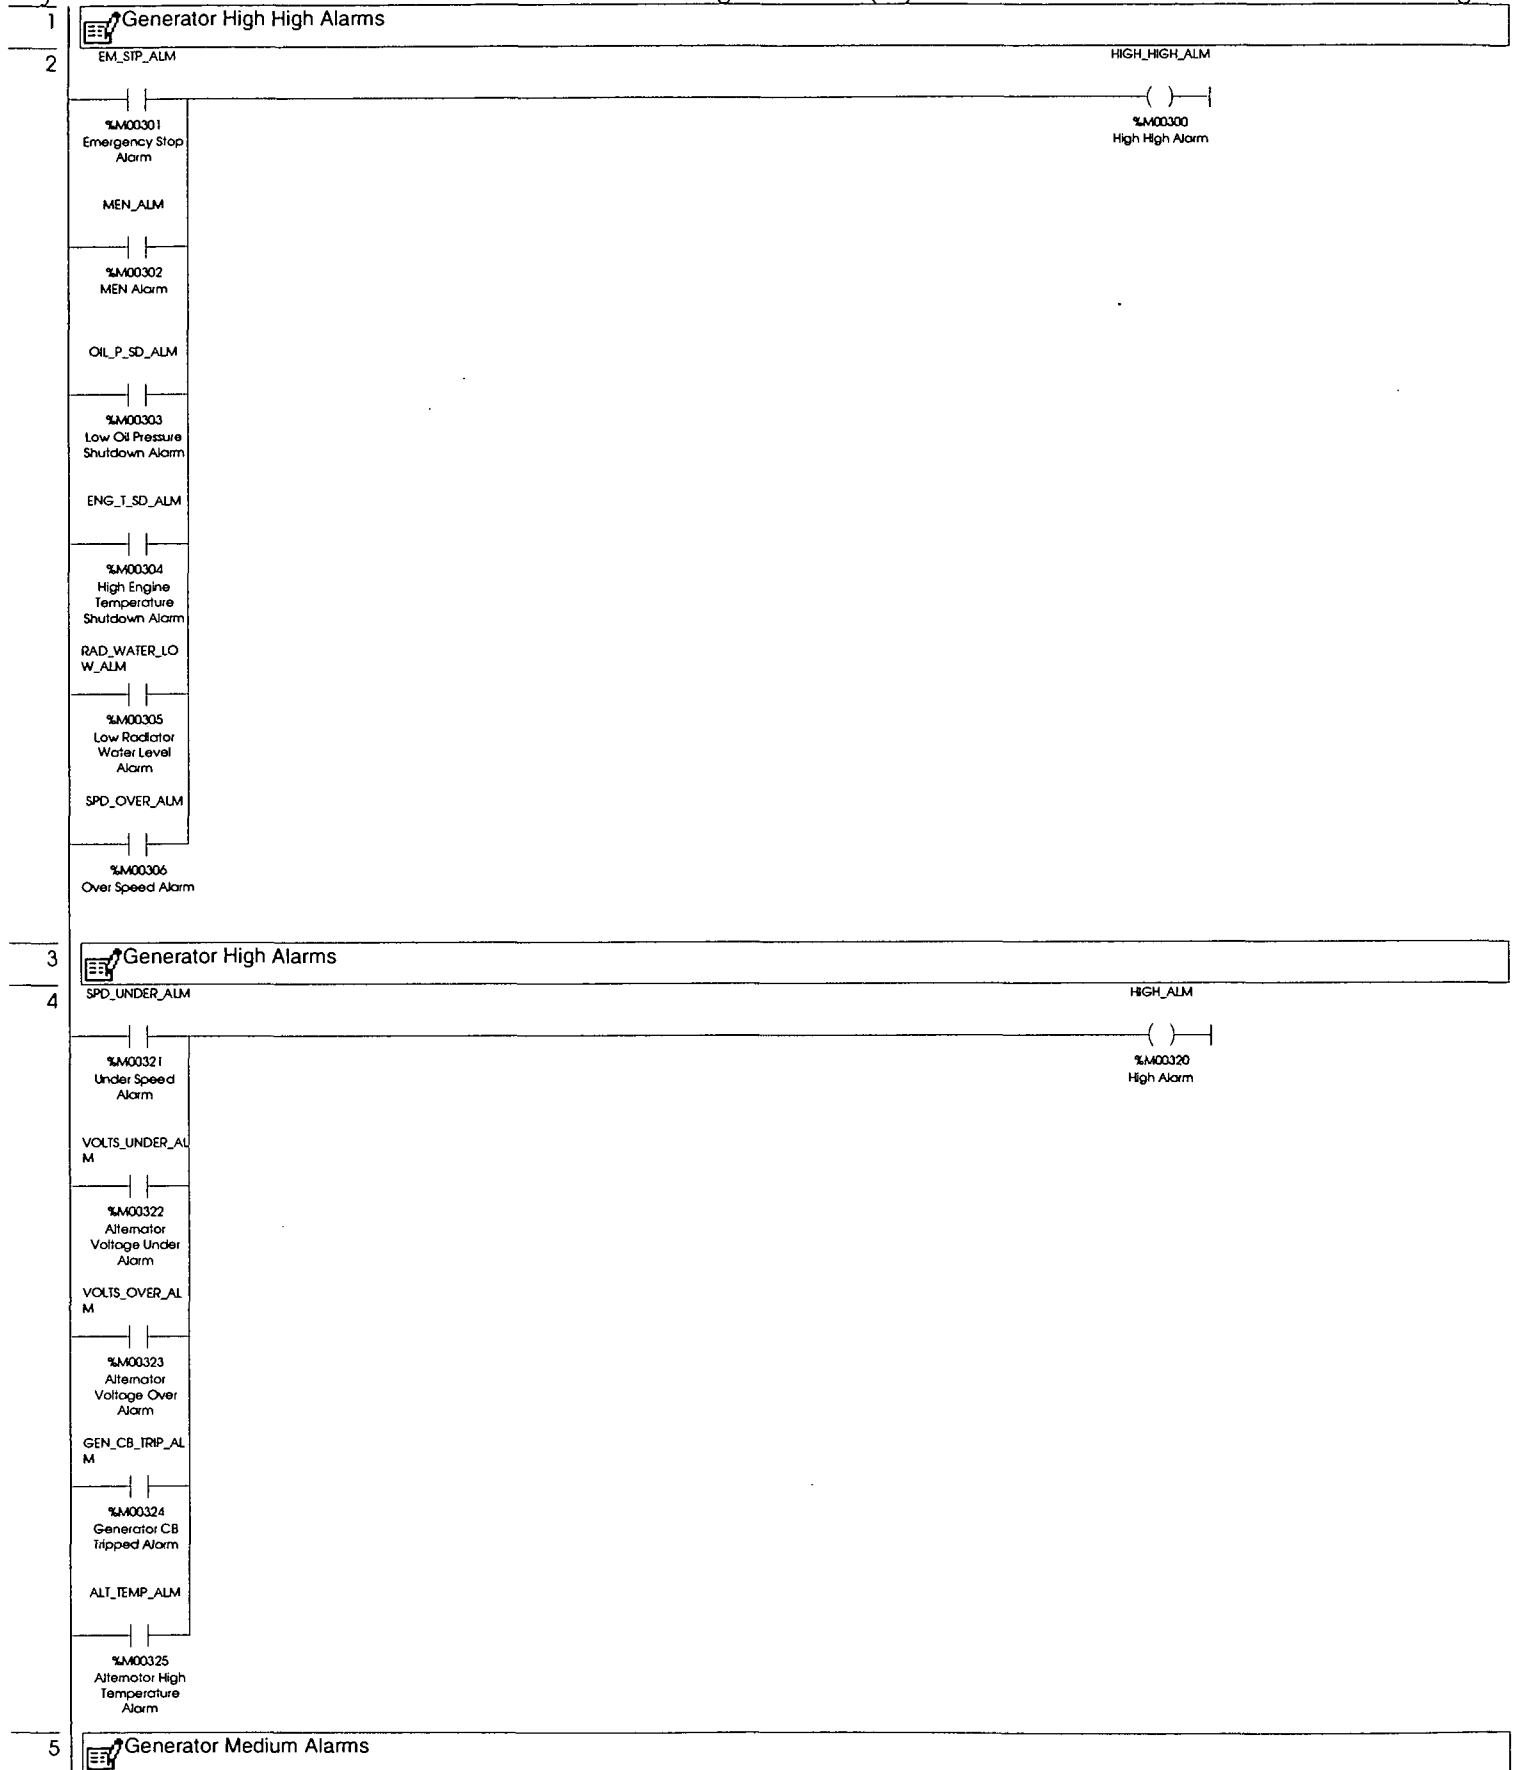 1
Generator High High Alarms
2
EM_STP_ALM
HIGH_HIGH_ALM
%M00301
Emergency Stop
Alarm
%M00300
High High Alarm
MEN_ALM
%M00302
MEN Alarm
OIL_P_SD_ALM
%M00303
Low Oil Pressure
Shutdown Alarm
ENG_T_SD_ALM
%M00304
High Engine
Temperature
Shutdown Alarm
RAD_WATER_LO
W_ALM
%M00305
Low Radiator
Water Level
Alarm
SPD_OVER_ALM
%M00306
Over Speed Alarm
3
Generator High Alarms
4
SPD_UNDER_ALM
HIGH_ALM
%M00321
Under Speed
Alarm
%M00320
High Alarm
VOLTS_UNDER_AL
M
%M00322
Alternator
Voltage Under
Alarm
VOLTS_OVER_AL
M
%M00323
Alternator
Voltage Over
Alarm
GEN_CB_TRIP_AL
M
%M00324
Generator CB
Tripped Alarm
ALT_TEMP_ALM
%M00325
Alternator High
Temperature
Alarm
5
Generator Medium Alarms